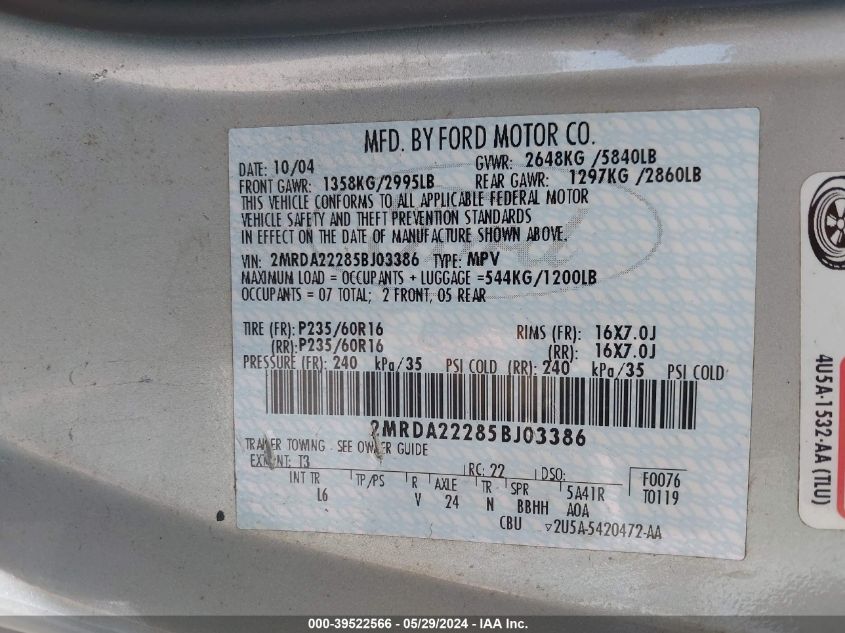 MFD. BY FORD MOTOR CO.
DATE: 10/04 GVWR: 2648KG /5840LB
FRONT GAWR: 1358KG/2995LB REAR GAWR: 1297KG /2860LB
THIS VEHICLE CONFORMS TO ALL APPLICABLE FEDERAL MOTOR
VEHICLE SAFETY AND THEFT PREVENTION STANDARDS
IN EFFECT ON THE DATE OF MANUFACTURE SHOWN ABOVE.
VIN: 2MRDA22285BJ03386 TYPE: MPV
MAXIMUM LOAD = OCCUPANTS + LUGGAGE =544KG/1200LB
OCCUPANTS = 07 TOTAL; 2 FRONT, 05 REAR
TIRE (FR): P235/60R16 RIMS (FR): 16X7.0J
(RR): P235/60R16 (RR): 16X7.0J
PRESSURE (FR): 240 kPa/35 PSI COLD (RR): 240 kPa/35 PSI COLD
2MRDA22285BJ03386
TRAILER TOWING - SEE OWNER GUIDE
EXT PNT: T3 RC: 22 DSO: F0076
INT TR TP/PS R AXLE TR SPR 5A41R T0119
L6 V 24 N BBHH A0A
CBU ▽2U5A-5420472-AA
4U5A-1532-AA (TLU)
000-39522566 - 05/29/2024 - IAA Inc.